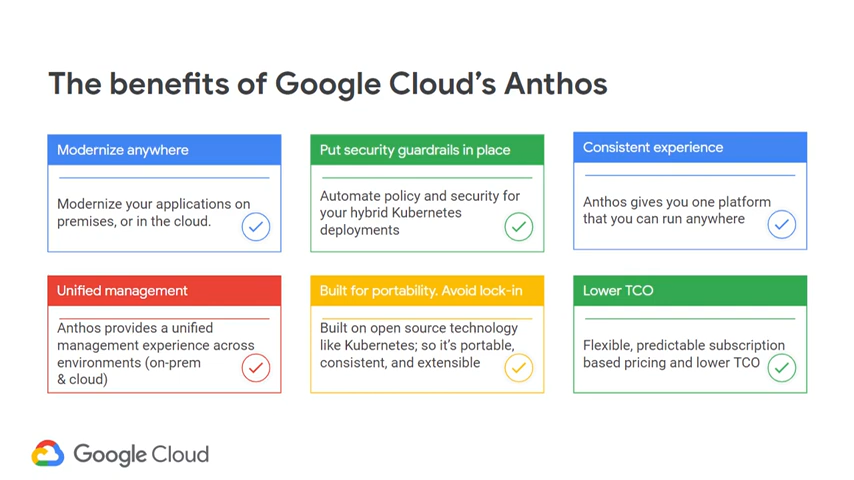 The benefits of Google Cloud's Anthos
Modernize anywhere
Modernize your applications on
premises, or in the cloud.
Put security guardrails in place
Automate policy and security for
your hybrid Kubernetes
deployments
Consistent experience
Anthos gives you one platform
that you can run anywhere
Unified management
Anthos provides a unified
management experience across
environments (on-prem
& cloud)
Built for portability. Avoid lock-in
Built on open source technology
like Kubernetes; so it's portable,
consistent, and extensible
Lower TCO
Flexible, predictable subscription
based pricing and lower TCO
Google Cloud